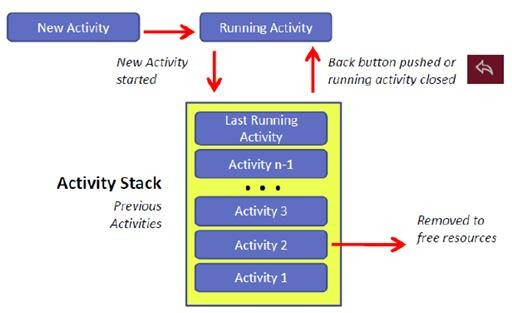 New Activity
Running Activity
New Activity
started
Back button pushed or
running activity closed
Last Running
Activity
Activity n-1
• • •
Activity Stack
Previous
Activities
Activity 3
Activity 2
Activity 1
Removed to
free resources